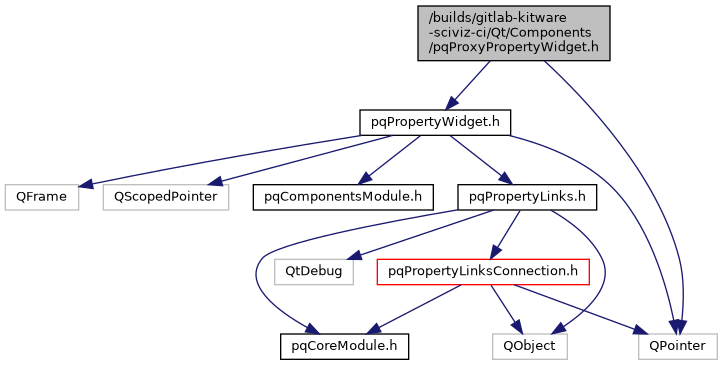 /builds/gitlab-kitware
-sciviz-ci/Qt/Components
/pqProxyPropertyWidget.h
pqPropertyWidget.h
QFrame
QScopedPointer
pqComponentsModule.h
pqPropertyLinks.h
QtDebug
pqPropertyLinksConnection.h
pqCoreModule.h
QObject
QPointer